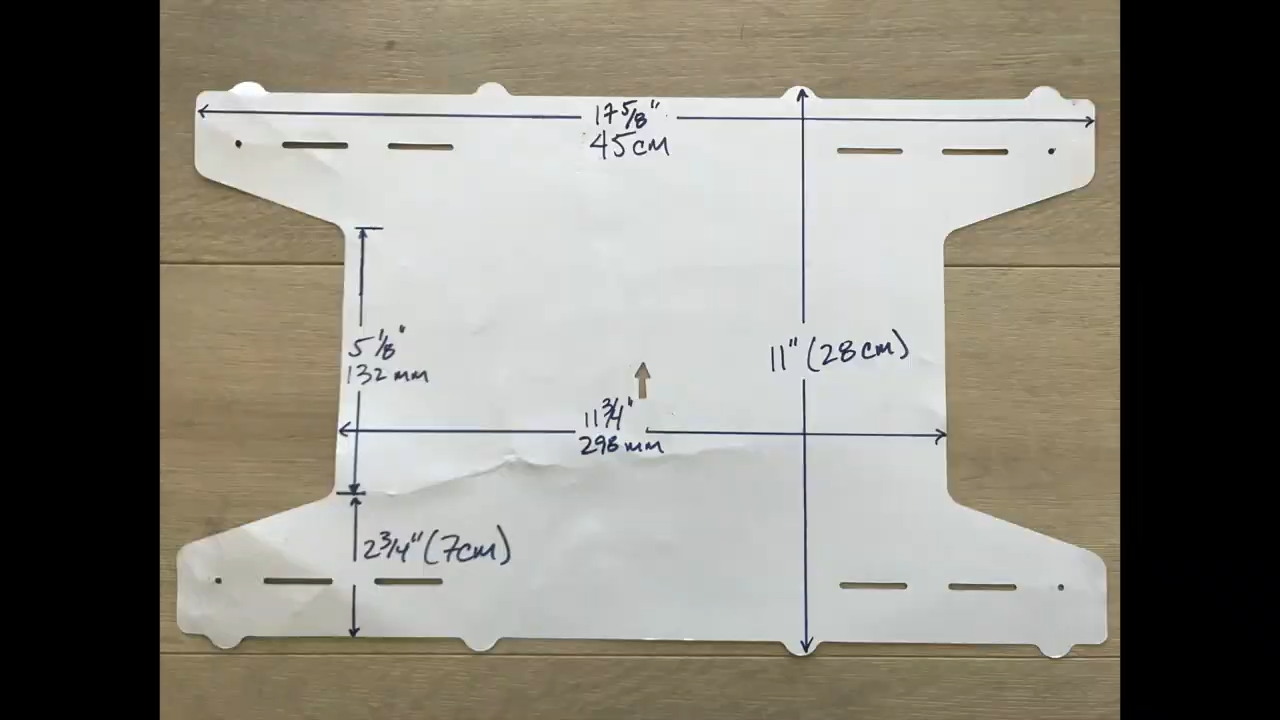 17 5/8"
45cm
5 1/8"
132mm
11" (28cm)
11 3/4"
298mm
2 3/4" (7cm)